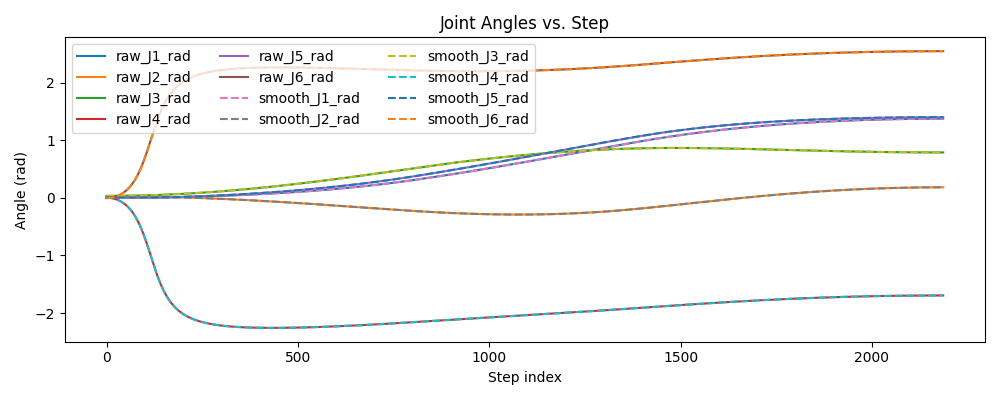 Joint Angles vs. Step
raw_J1_rad
raw_J2_rad
raw_J3_rad
raw_J4_rad
raw_J5_rad
raw_J6_rad
smooth_J1_rad
smooth_J2_rad
smooth_J3_rad
smooth_J4_rad
smooth_J5_rad
smooth_J6_rad
Angle (rad)
2
1
0
−1
−2
0
500
1000
1500
2000
Step index